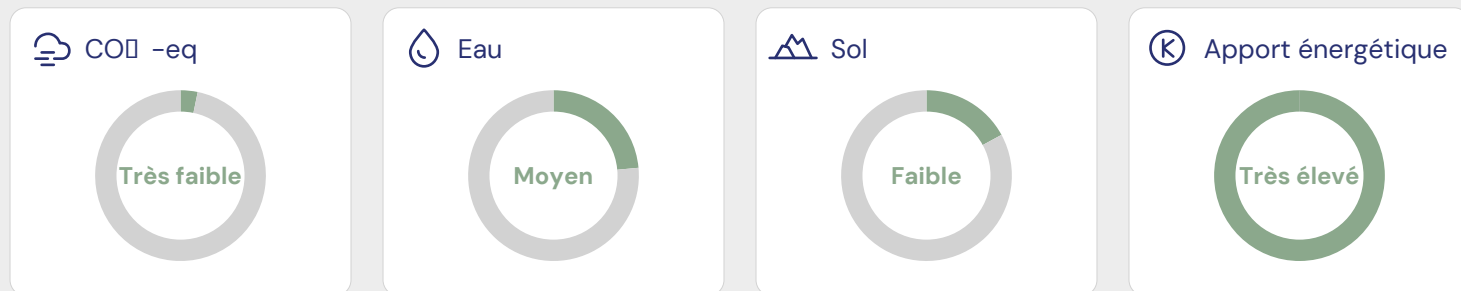 CO▯ -eq
Eau
Sol
Apport énergétique
Très faible
Moyen
Faible
Très élevé